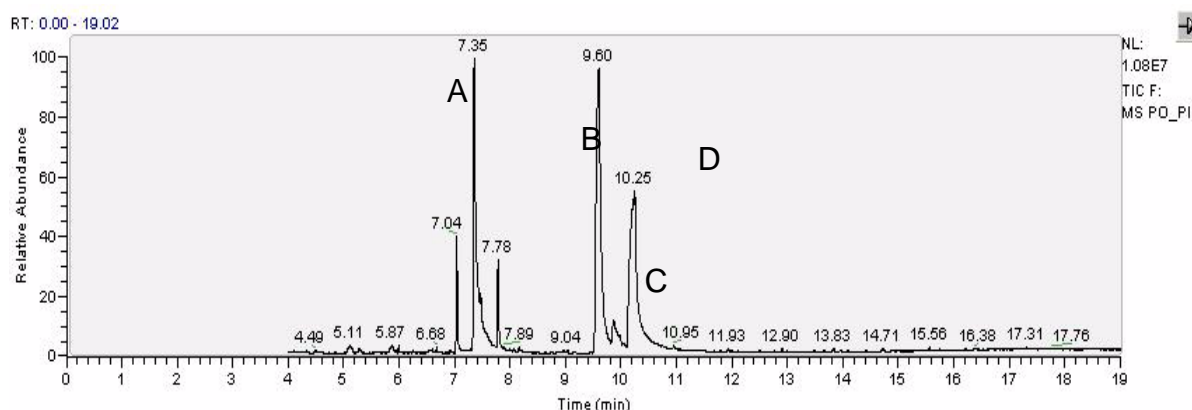 RT: 0.00 - 19.02
NL:
1.08E7
TIC F:
MS PO_PI
Relative Abundance
100
80
60
40
20
0
7.35
9.60
A
B
D
10.25
7.04
7.78
C
4.49
5.11
5.87
6.68
7.89
9.04
10.95
11.93
12.90
13.83
14.71
15.56
16.38
17.31
17.76
0 1 2 3 4 5 6 7 8 9 10 11 12 13 14 15 16 17 18 19
Time (min)